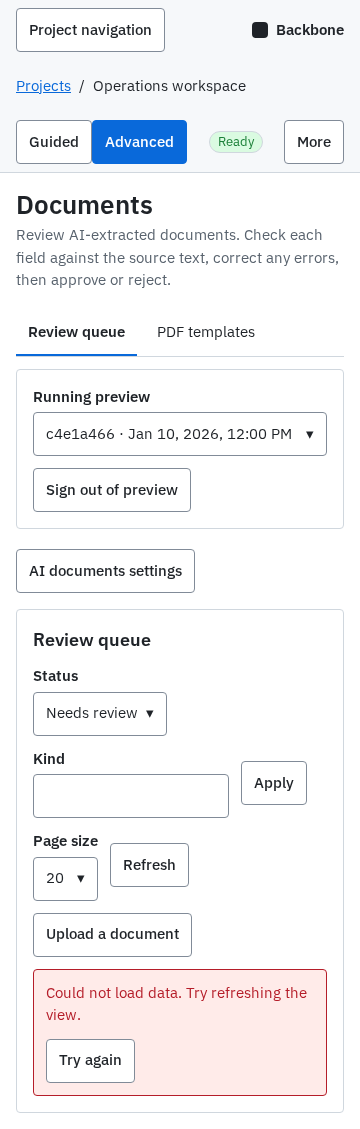 Project navigation
Backbone
Projects / Operations workspace
Guided
Advanced
Ready
More
Documents
Review AI-extracted documents. Check each
field against the source text, correct any errors,
then approve or reject.
Review queue
PDF templates
Running preview
c4e1a466 · Jan 10, 2026, 12:00 PM ▾
Sign out of preview
AI documents settings
Review queue
Status
Needs review ▾
Kind
Apply
Page size
20 ▾
Refresh
Upload a document
Could not load data. Try refreshing the
view.
Try again